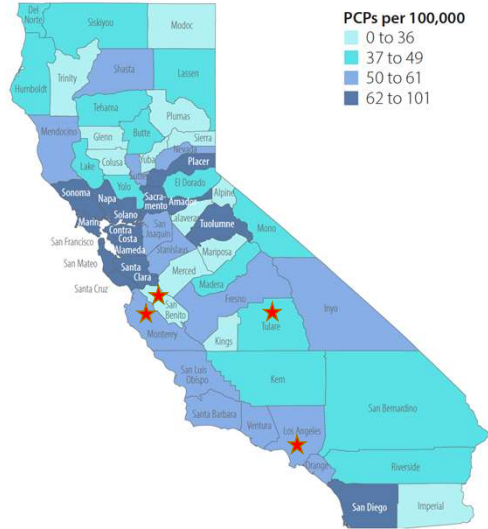 PCPs per 100,000
0 to 36
37 to 49
50 to 61
62 to 101
Del
Norte
Siskiyou
Modoc
Humboldt
Trinity
Shasta
Lassen
Tehama
Plumas
Mendocino
Glenn
Butte
Sierra
Lake
Colusa
Yuba
Nevada
Placer
Sutter
Sonoma
Napa
Yolo
Sacra-
mento
El Dorado
Alpine
Amador
Solano
Marin
Contra
Costa
Alameda
San
Joaquin
Calaveras
Tuolumne
Mono
San Francisco
San Mateo
Santa
Clara
Stanislaus
Mariposa
Merced
Madera
Santa Cruz
San
Benito
Fresno
Inyo
Monterey
Kings
Tulare
San Luis
Obispo
Kern
San Bernardino
Santa Barbara
Ventura
Los Angeles
Orange
Riverside
San Diego
Imperial